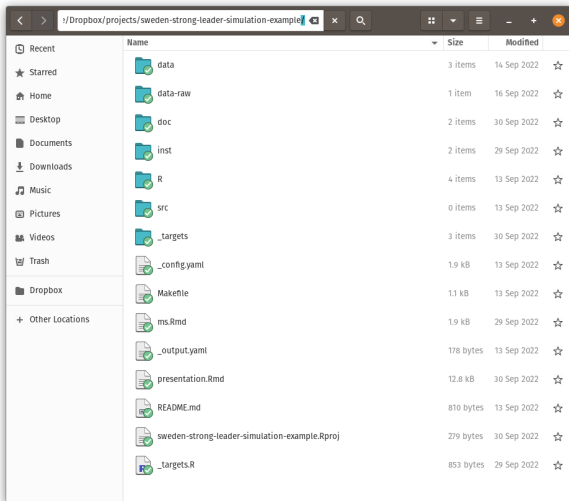 :/Dropbox/projects/sweden-strong-leader-simulation-example/
Name Size Modified
Recent
Starred
Home
Desktop
Documents
Downloads
Music
Pictures
Videos
Trash
Dropbox
+ Other Locations
data 3 items 14 Sep 2022
data-raw 1 item 16 Sep 2022
doc 2 items 30 Sep 2022
inst 2 items 29 Sep 2022
R 4 items 13 Sep 2022
src 0 items 13 Sep 2022
_targets 3 items 30 Sep 2022
_config.yaml 1.9 kB 13 Sep 2022
Makefile 1.1 kB 13 Sep 2022
ms.Rmd 1.9 kB 29 Sep 2022
_output.yaml 178 bytes 13 Sep 2022
presentation.Rmd 12.8 kB 30 Sep 2022
README.md 810 bytes 13 Sep 2022
sweden-strong-leader-simulation-example.Rproj 279 bytes 30 Sep 2022
_targets.R 853 bytes 29 Sep 2022